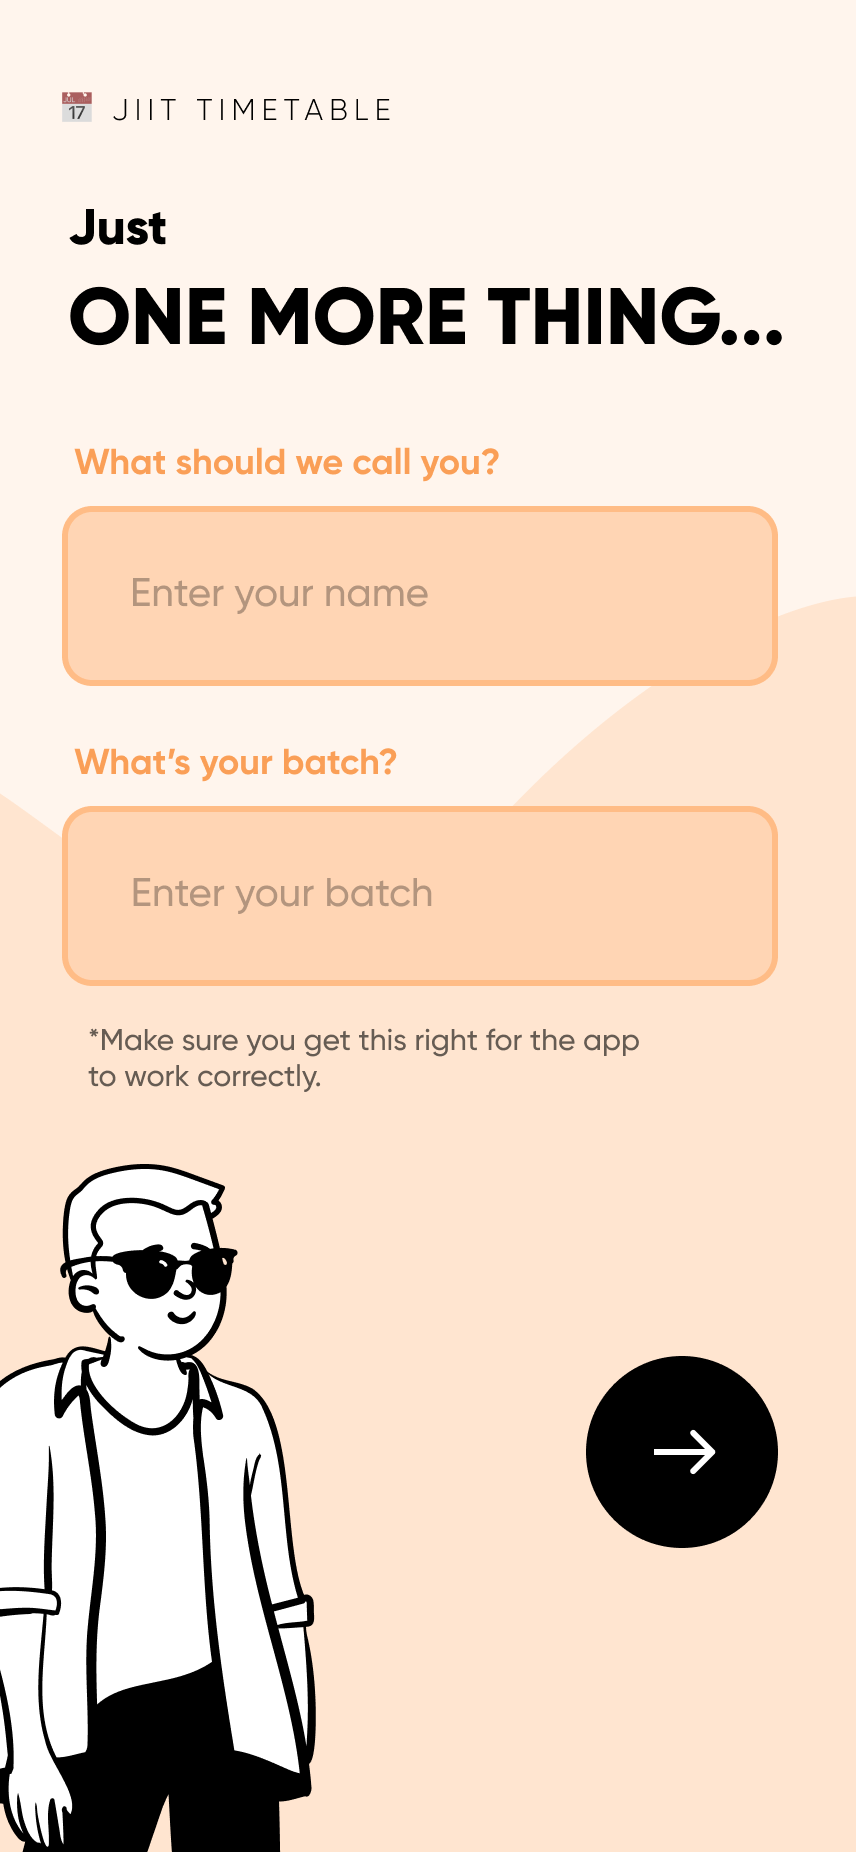 JUL
17
JIIT TIMETABLE
Just
ONE MORE THING...
What should we call you?
Enter your name
What’s your batch?
Enter your batch
*Make sure you get this right for the app
to work correctly.